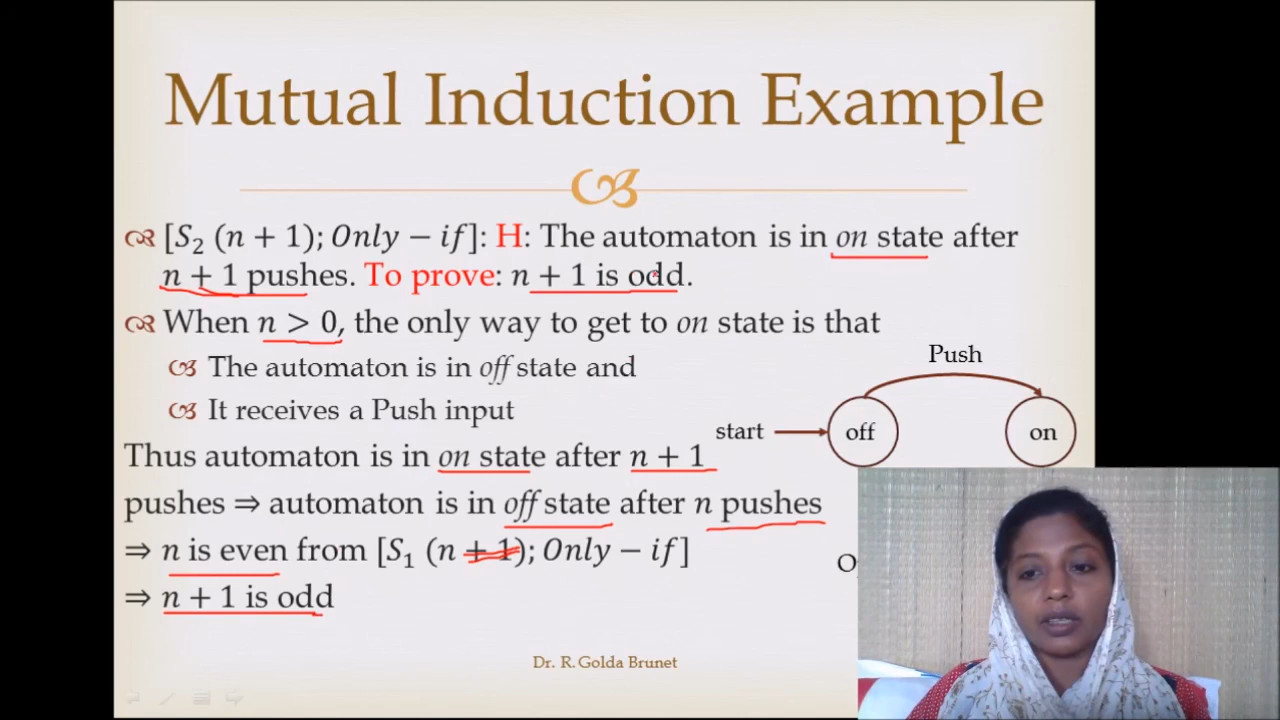 Mutual Induction Example
[S₂ (n + 1); Only − if]: H: The automaton is in on state after
n + 1 pushes. To prove: n + 1 is odd.
When n > 0, the only way to get to on state is that
The automaton is in off state and
It receives a Push input
Push
start
off
on
Thus automaton is in on state after n + 1
pushes ⇒ automaton is in off state after n pushes
⇒ n is even from [S₁ (n + 1); Only − if]
⇒ n + 1 is odd
Dr. R. Golda Brunet